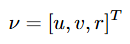 ν = [u, v, r]^T